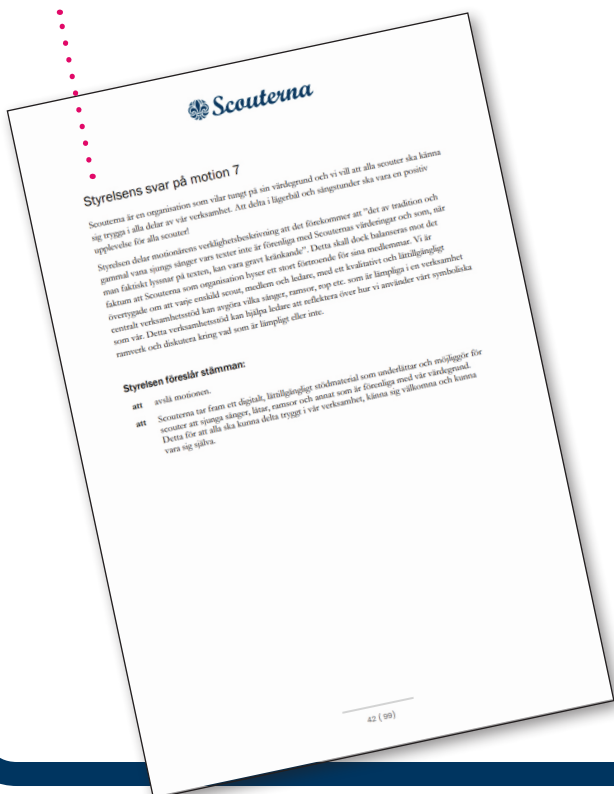 Scouterna
Styrelsens svar på motion 7
Scouterna är en organisation som vilar tungt på sin värdegrund och vi vill att alla scouter ska känna
sig trygga i alla delar av vår verksamhet. Att delta i lägerbål och sångstunder ska vara en positiv
upplevelse för alla scouter!
Styrelsen delar motionärens verklighetsbeskrivning att det förekommer att "det av tradition och
gammal vana sjungs sånger vars texter inte är förenliga med Scouternas värderingar och som, när
man faktiskt lyssnar på texten, kan vara gravt kränkande". Detta skall dock balanseras mot det
faktum att Scouterna som organisation hyser ett stort förtroende för sina medlemmar. Vi är
övertygade om att varje enskild scout, medlem och ledare, med ett kvalitativt och lättillgängligt
centralt verksamhetsstöd kan avgöra vilka sånger, ramsor, rop etc. som är lämpliga i en verksamhet
som vår. Detta verksamhetsstöd kan hjälpa ledare att reflektera över hur vi använder vårt symboliska
ramverk och diskutera kring vad som är lämpligt eller inte.
Styrelsen föreslår stämman:
att avslå motionen.
att Scouterna tar fram ett digitalt, lättillgängligt stödmaterial som underlättar och möjliggör för
scouter att sjunga sånger, låtar, ramsor och annat som är förenliga med vår värdegrund.
Detta för att alla ska kunna delta tryggt i vår verksamhet, känna sig välkomna och kunna
vara sig själva.
42 (99)